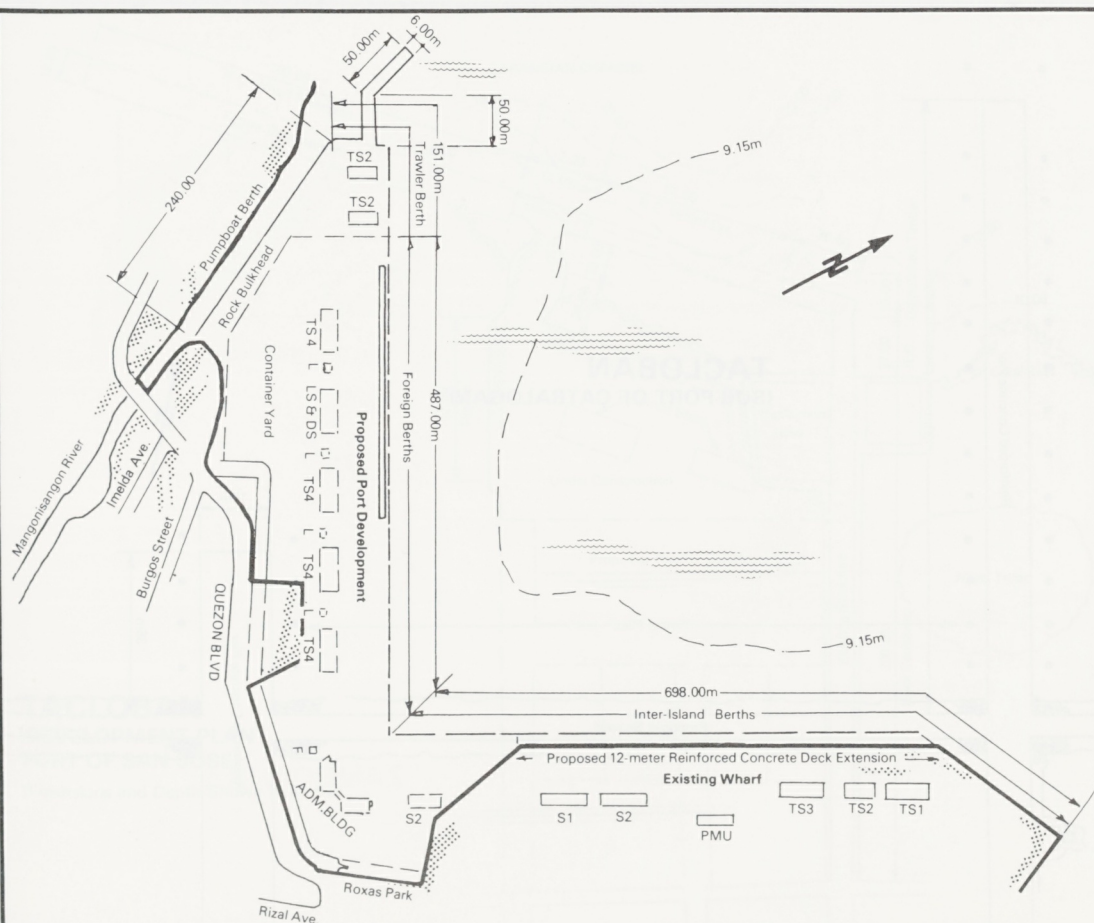 6.00m
50.00m
50.00m
151.00m
Trawler Berth
TS2
TS2
240.00
Pumpboat Berth
Rock Bulkhead
9.15m
N
TS4
L
LS&DS
L
TS4
L
TS4
L
TS4
Container Yard
Proposed Port Development
Foreign Berths
487.00m
Mangonisangon River
Imelda Ave.
Burgos Street
QUEZON BLVD
9.15m
698.00m
Inter-Island Berths
Proposed 12-meter Reinforced Concrete Deck Extension
Existing Wharf
F
ADM.BLDG
S2
S1
S2
PMU
TS3
TS2
TS1
Roxas Park
Rizal Ave.
TACLOBAN